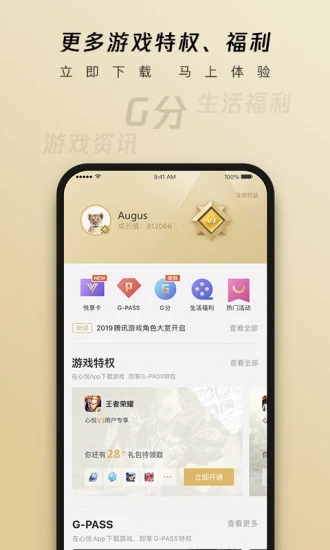 更多游戏特权、福利
立即下载 马上体验
G分
生活福利
游戏资讯
9:41 AM
100%
Augus
成长值：812066
全部权益
V3
NEW
签到
悦享卡
G-PASS
G分
生活福利
热门活动
新闻 2019腾讯游戏角色大赏开启 查看全部
游戏特权 查看全部
在心悦App下载游戏 即享G-PASS特权
王者荣耀
心悦V3用户专享
你还有28个礼包待领取
立即开通
你
G-PASS 查看更多
在心悦App下载游戏，即享G-PASS特权